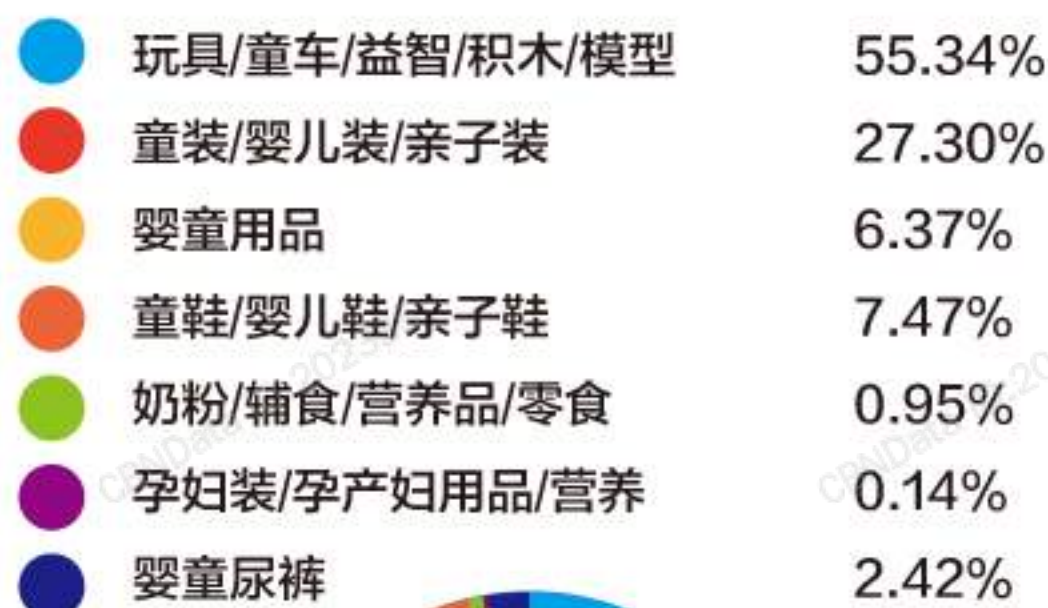 玩具/童车/益智/积木/模型 55.34%
童装/婴儿装/亲子装 27.30%
婴童用品 6.37%
童鞋/婴儿鞋/亲子鞋 7.47%
奶粉/辅食/营养品/零食 0.95%
孕妇装/孕产妇用品/营养 0.14%
婴童尿裤 2.42%